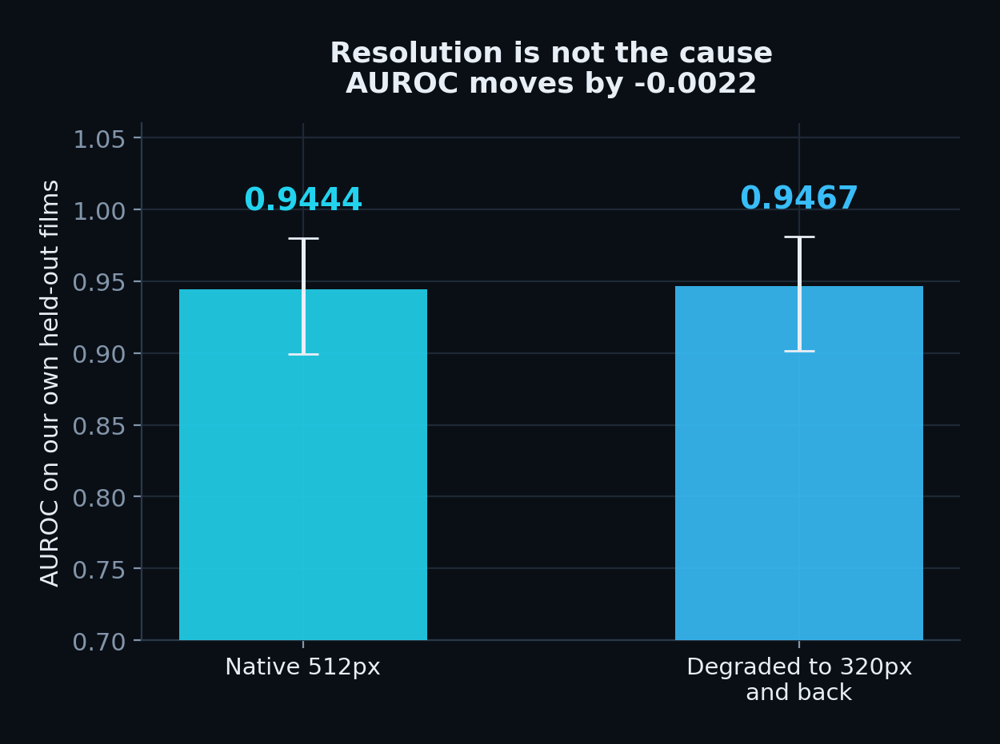 Resolution is not the cause
AUROC moves by -0.0022
AUROC on our own held-out films
1.05
1.00
0.95
0.90
0.85
0.80
0.75
0.70
0.9444
0.9467
Native 512px
Degraded to 320px
and back